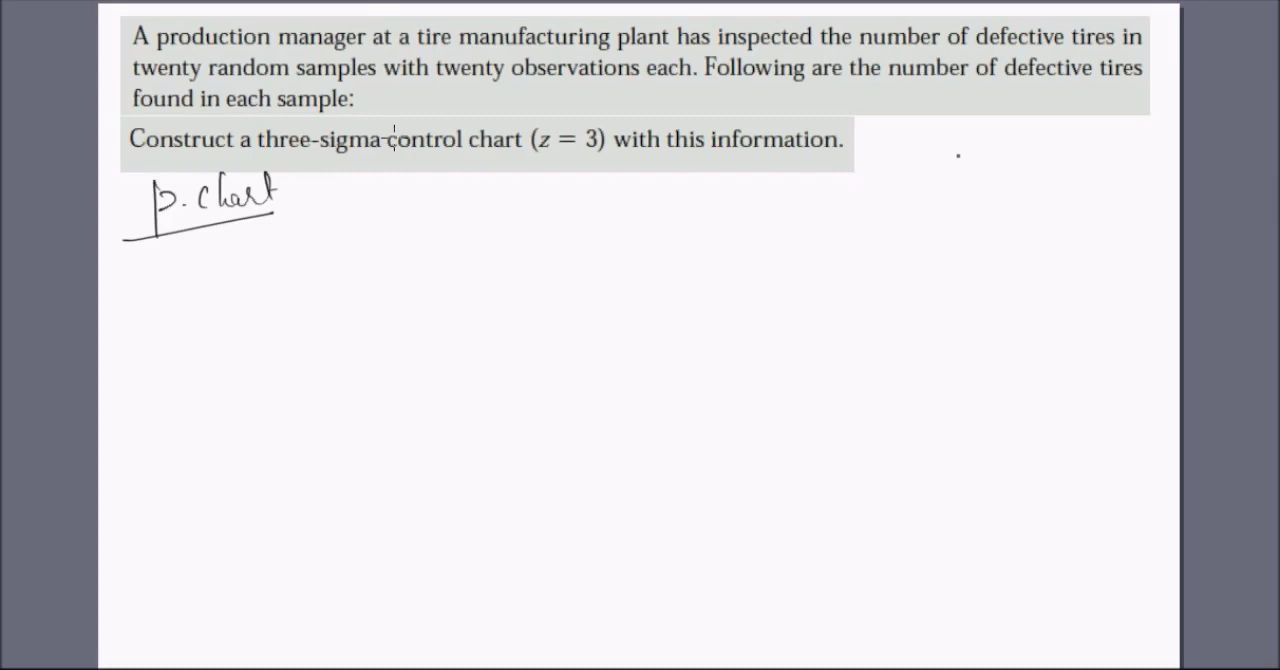 A production manager at a tire manufacturing plant has inspected the number of defective tires in
twenty random samples with twenty observations each. Following are the number of defective tires
found in each sample:
Construct a three-sigma control chart (z = 3) with this information.
p. chart